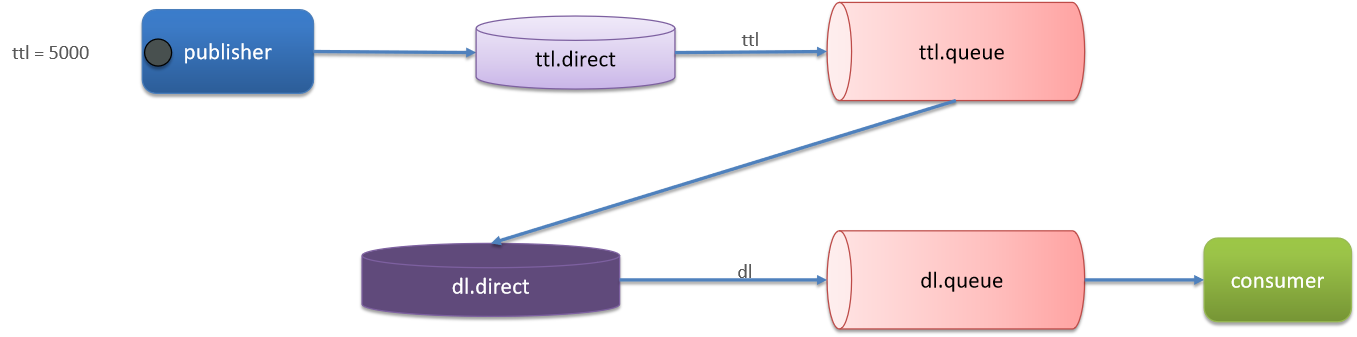 ttl = 5000
publisher
ttl.direct
ttl
ttl.queue
dl.direct
dl
dl.queue
consumer